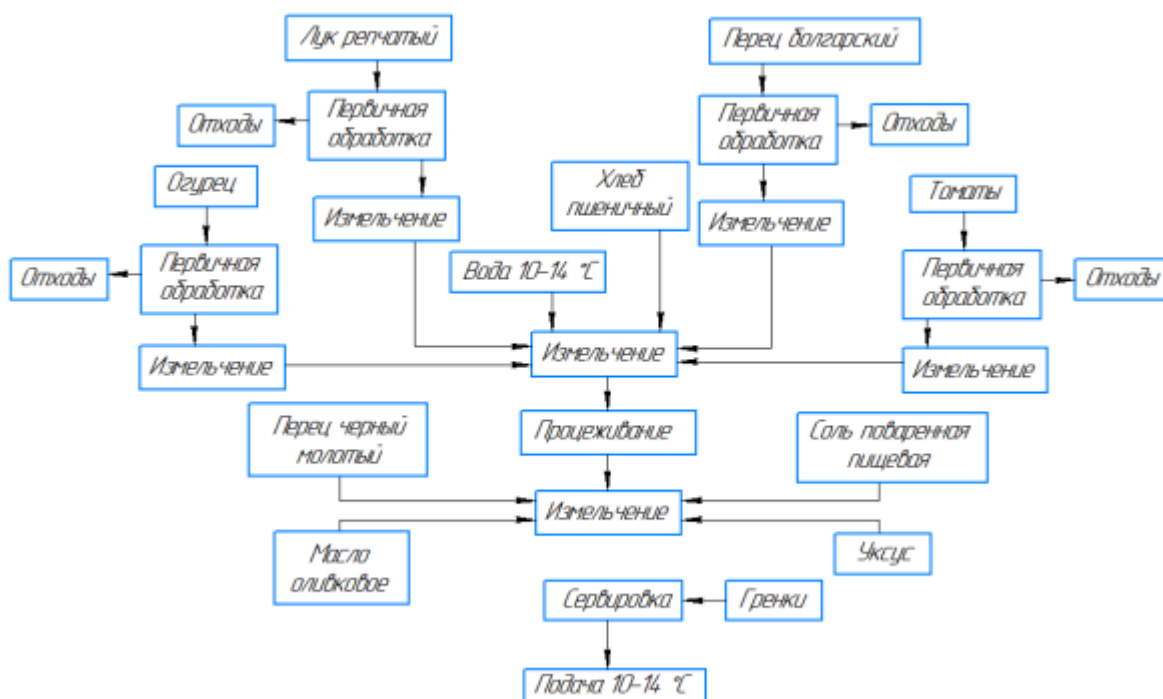 Лук репчатый
Перец болгарский
Отходы
Первичная
обработка
Первичная
обработка
Отходы
Огурец
Измельчение
Хлеб
пшеничный
Измельчение
Томаты
Отходы
Первичная
обработка
Вода 10-14 °С
Первичная
обработка
Отходы
Измельчение
Измельчение
Измельчение
Перец черный
молотый
Процеживание
Соль поваренная
пищевая
Измельчение
Масло
оливковое
Уксус
Сервировка
Гренки
Подача 10-14 °С